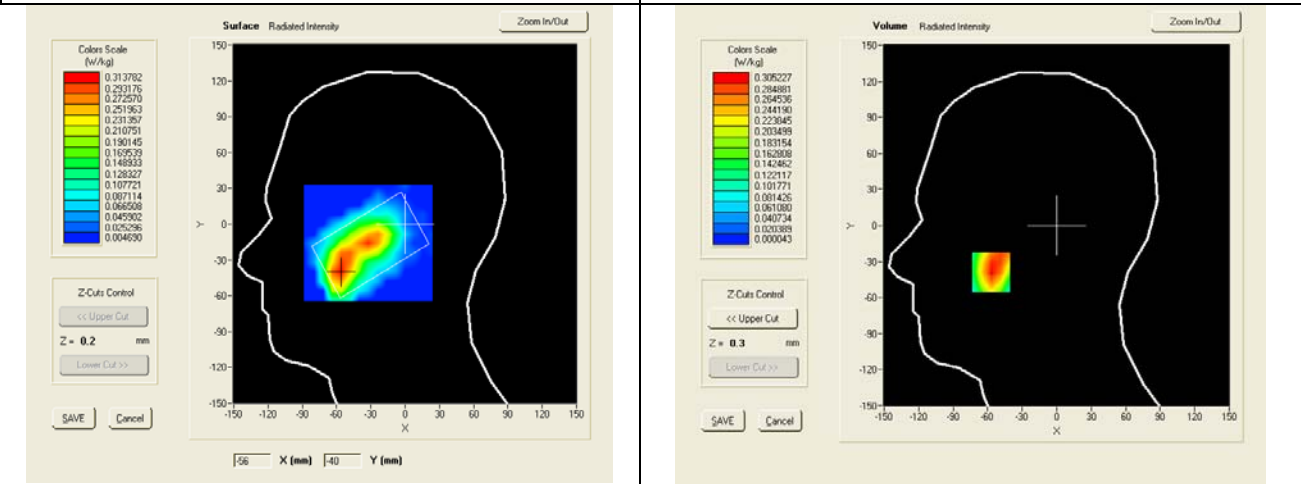 Surface Radiated Intensity
Zoom In/Out
Colors Scale
(W/kg)
0.313782
0.293176
0.272570
0.251963
0.231357
0.210751
0.190145
0.169539
0.148933
0.128327
0.107721
0.087114
0.066508
0.045902
0.025296
0.004690
Z-Cuts Control
<< Upper Cut
Z = 0.2 mm
Lower Cut >>
SAVE Cancel
150
120
90
60
30
0
-30
-60
-90
-120
-150
Y
-150 -120 -90 -60 -30 0 30 60 90 120 150
X
-56 X (mm) -40 Y (mm)
Volume Radiated Intensity
Zoom In/Out
Colors Scale
(W/kg)
0.305227
0.284881
0.264536
0.244190
0.223845
0.203499
0.183154
0.162808
0.142462
0.122117
0.101771
0.081426
0.061080
0.040734
0.020389
0.000043
Z-Cuts Control
<< Upper Cut
Z = 0.3 mm
Lower Cut >>
SAVE Cancel
150
120
90
60
30
0
-30
-60
-90
-120
-150
Y
-150 -120 -90 -60 -30 0 30 60 90 120 150
X